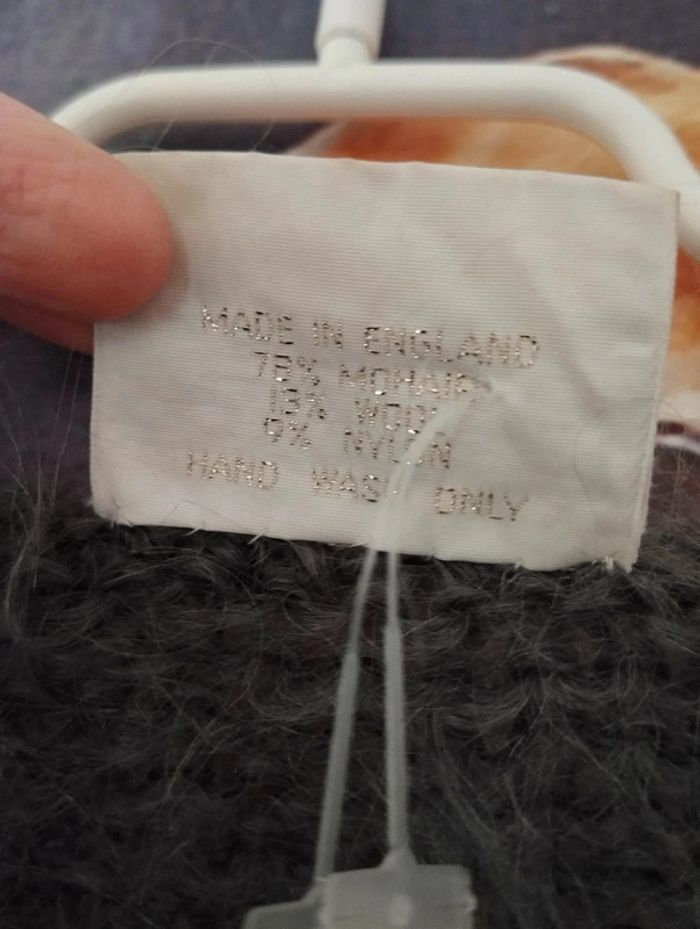 MADE IN ENGLAND
78% MOHAIR
13% WOOL
9% NYLON
HAND WASH ONLY